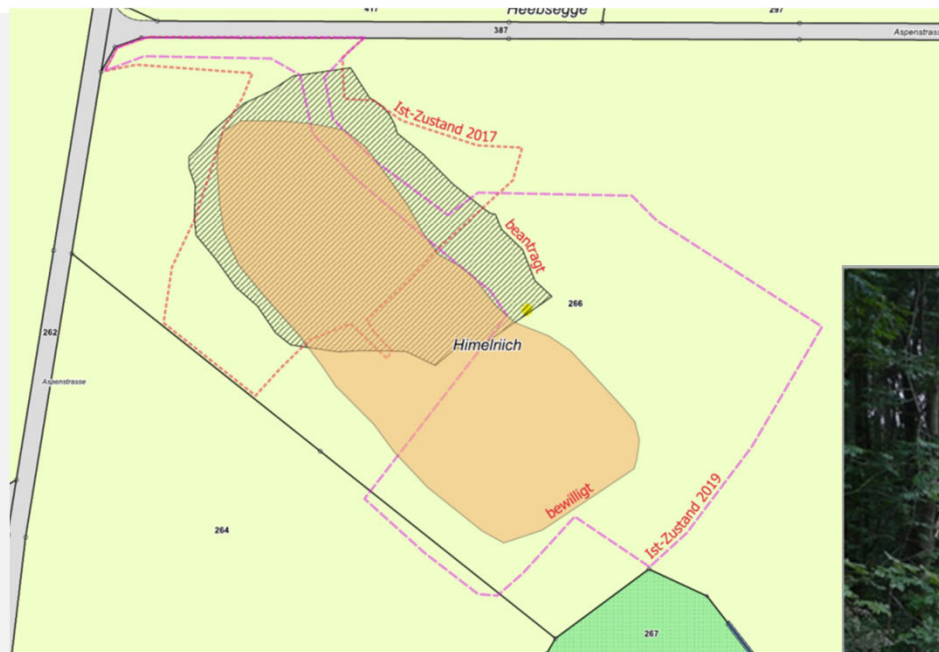 Heebsegge
417
297
387
Aspenstrasse
Ist-Zustand 2017
beantragt
266
262
Himelriich
Aspenstrasse
bewilligt
Ist-Zustand 2019
264
267